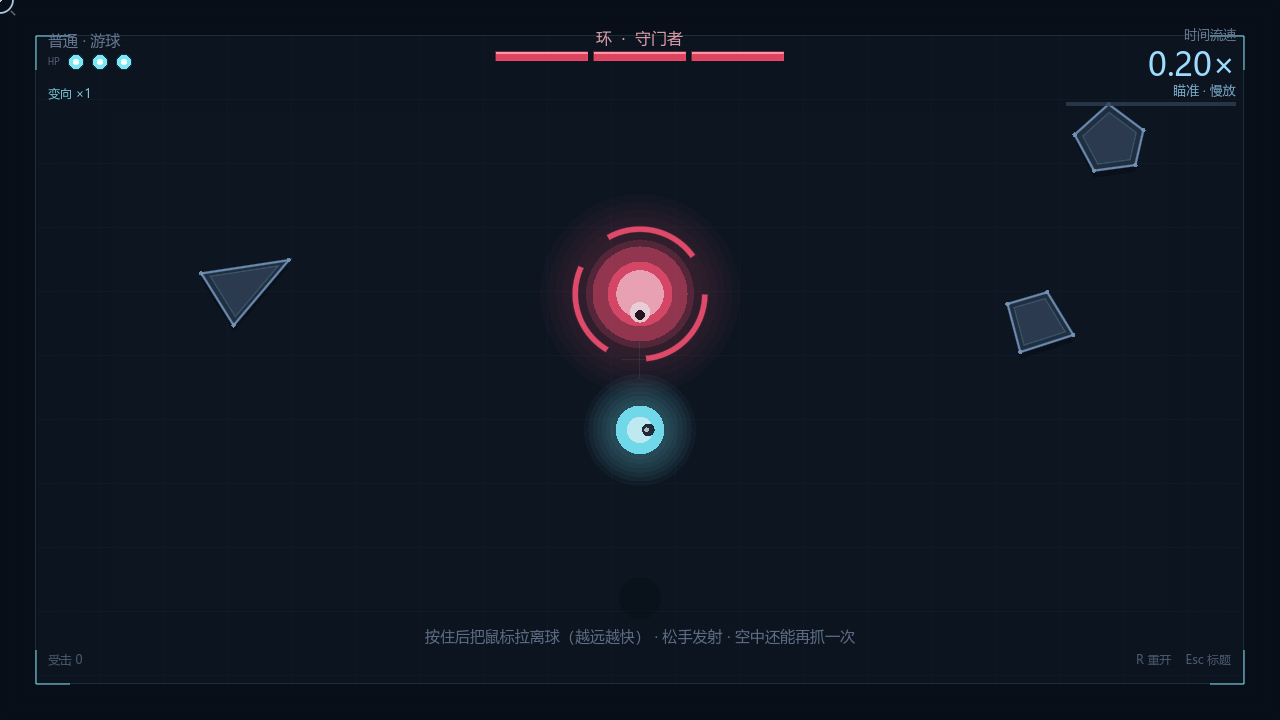 普通 · 游球
环 · 守门者
时间流速
HP
0.20×
变向 ×1
瞄准 · 慢放
按住后把鼠标拉离球（越远越快） · 松手发射 · 空中还能再抓一次
受击 0
R 重开 Esc 标题